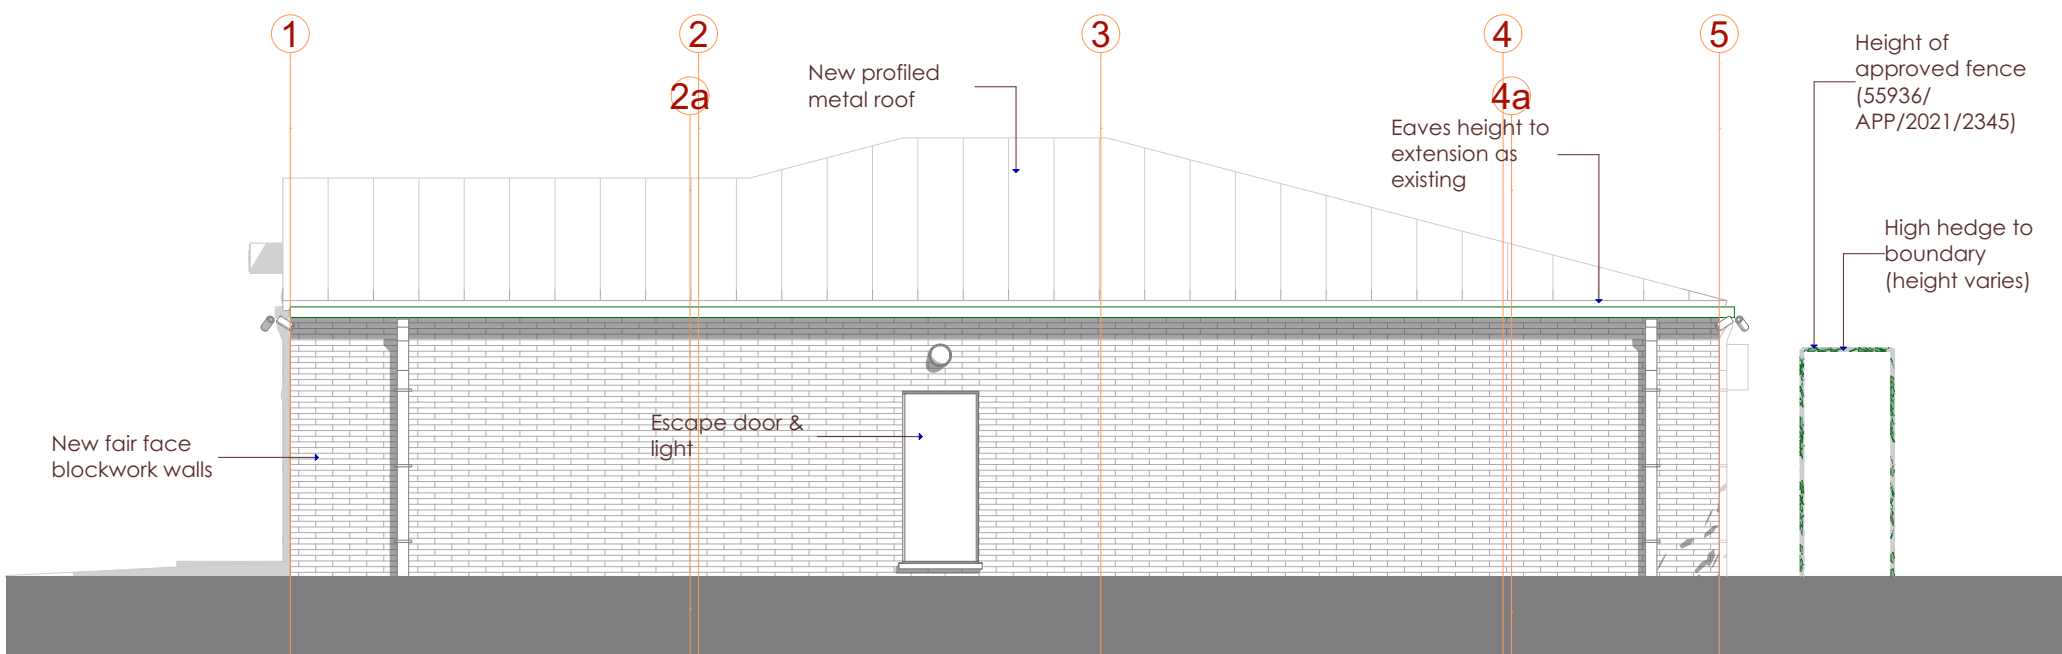 1
2
3
4
5
2a
4a
New profiled
metal roof
Height of
approved fence
(55936/
APP/2021/2345)
Eaves height to
extension as
existing
High hedge to
boundary
(height varies)
Escape door &
light
New fair face
blockwork walls